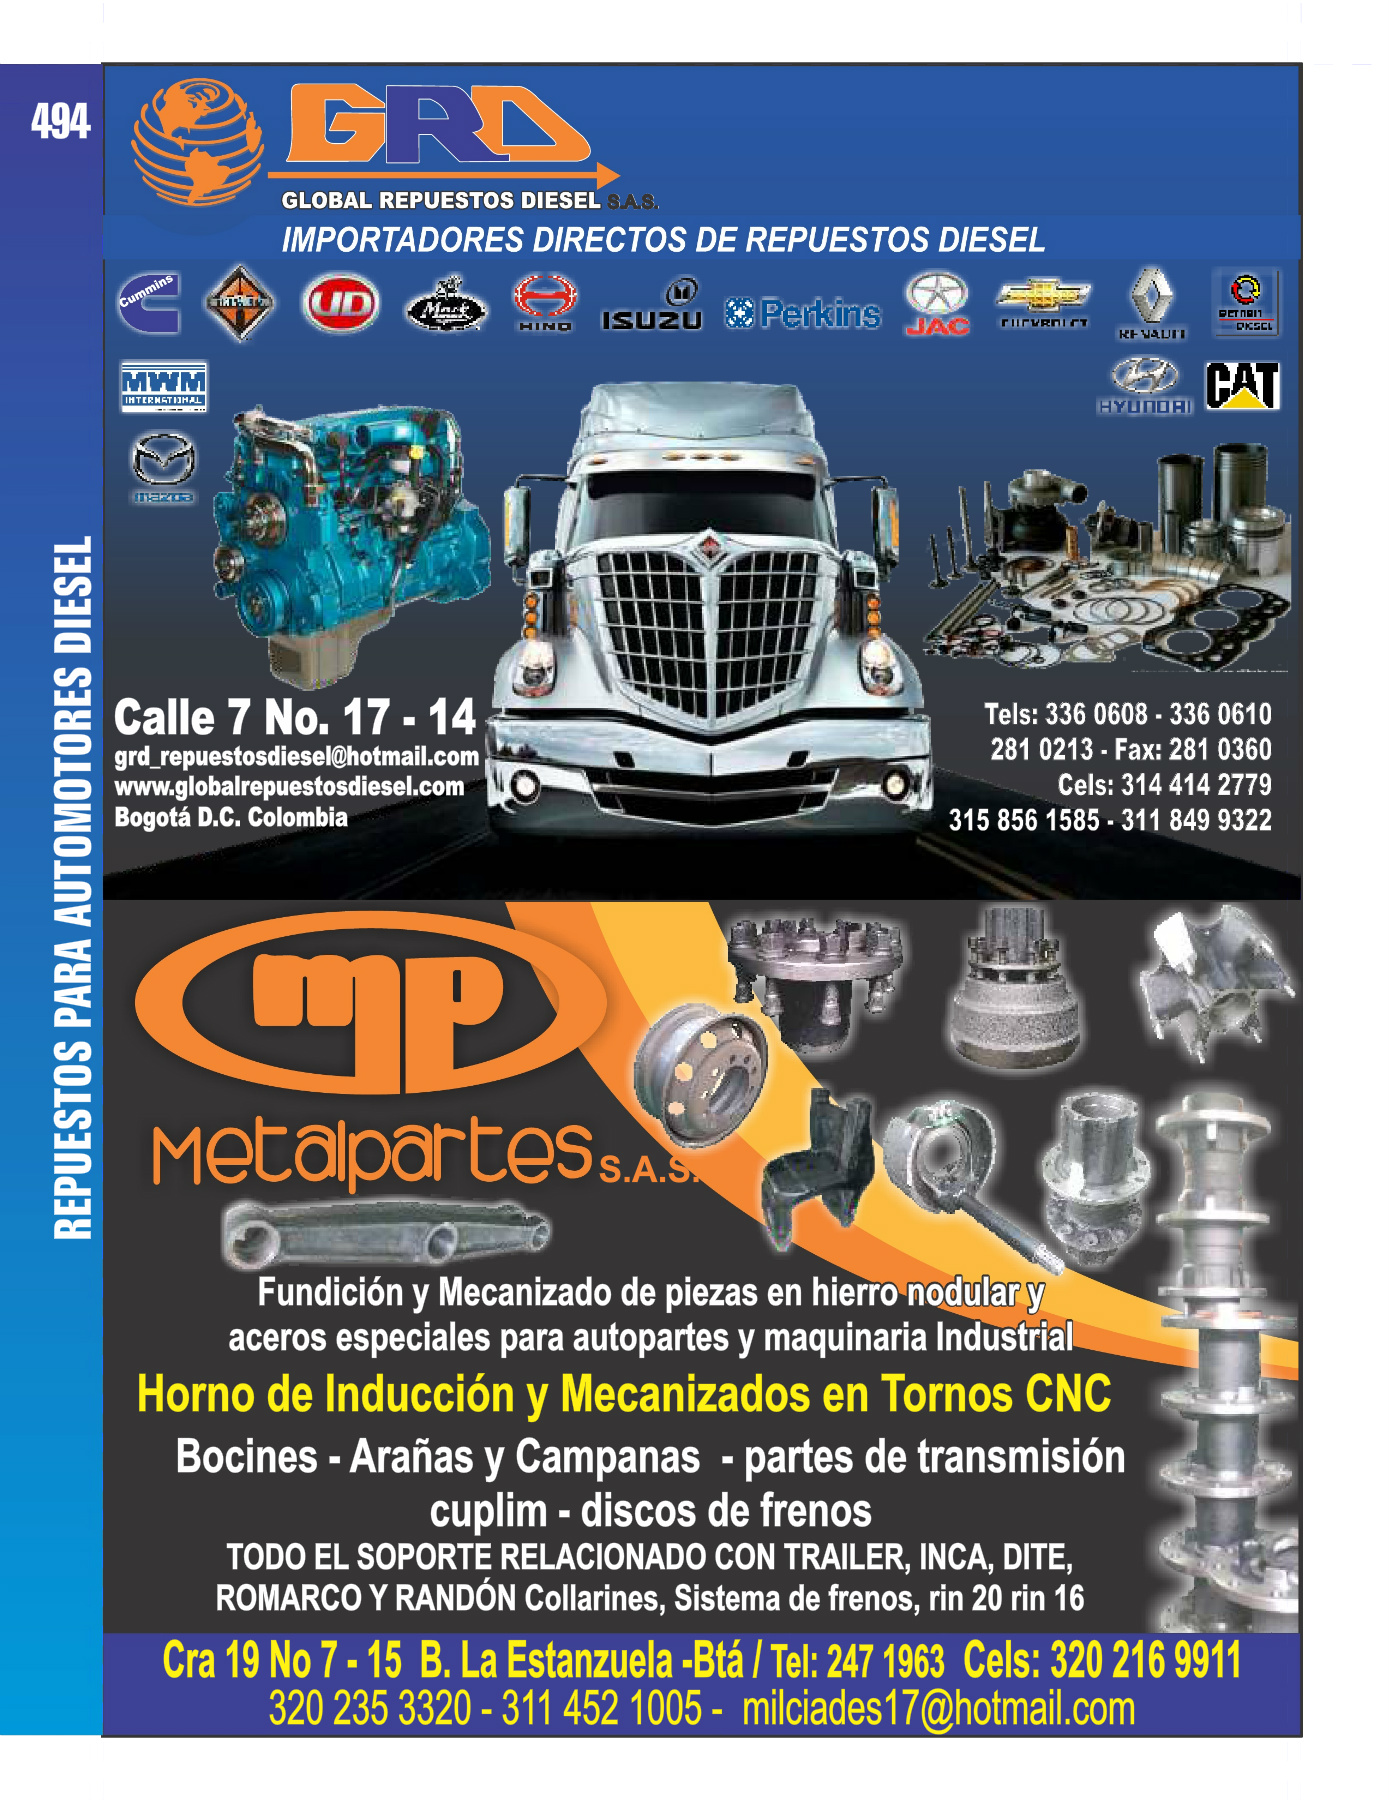 494
REPUESTOS PARA AUTOMOTORES DIESEL
GRD
GLOBAL REPUESTOS DIESEL S.A.S.
IMPORTADORES DIRECTOS DE REPUESTOS DIESEL
Cummins
INTERNATIONAL
UD
Mack
HINO
ISUZU
Perkins
JAC
CHEVROLET
RENAULT
DETROIT
DIESEL
MWM
INTERNATIONAL
HYUNDAI
CAT
mazda
Calle 7 No. 17 - 14
grd_repuestosdiesel@hotmail.com
www.globalrepuestosdiesel.com
Bogotá D.C. Colombia
Tels: 336 0608 - 336 0610
281 0213 - Fax: 281 0360
Cels: 314 414 2779
315 856 1585 - 311 849 9322
mp
Metalpartes S.A.S.
Fundición y Mecanizado de piezas en hierro nodular y
aceros especiales para autopartes y maquinaria Industrial
Horno de Inducción y Mecanizados en Tornos CNC
Bocines - Arañas y Campanas - partes de transmisión
cuplim - discos de frenos
TODO EL SOPORTE RELACIONADO CON TRAILER, INCA, DITE,
ROMARCO Y RANDÓN Collarines, Sistema de frenos, rin 20 rin 16
Cra 19 No 7 - 15 B. La Estanzuela -Btá / Tel: 247 1963 Cels: 320 216 9911
320 235 3320 - 311 452 1005 - milciades17@hotmail.com